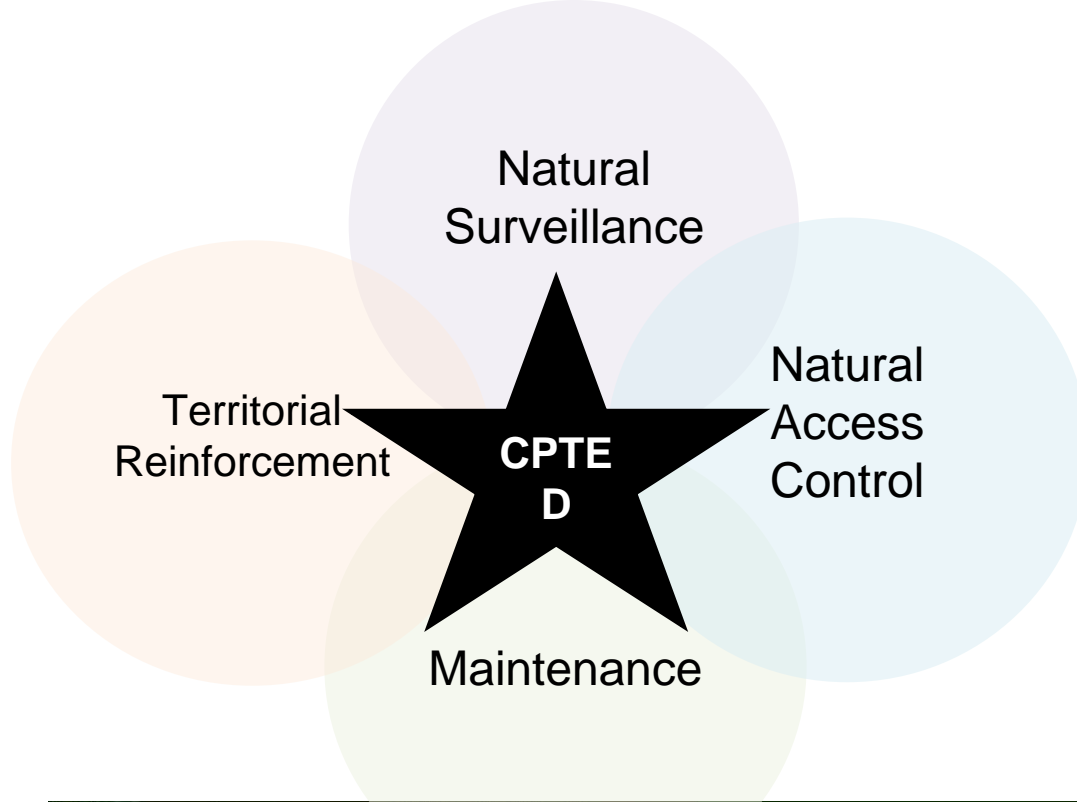 Natural
Surveillance
Territorial
Reinforcement
CPTE
D
Natural
Access
Control
Maintenance